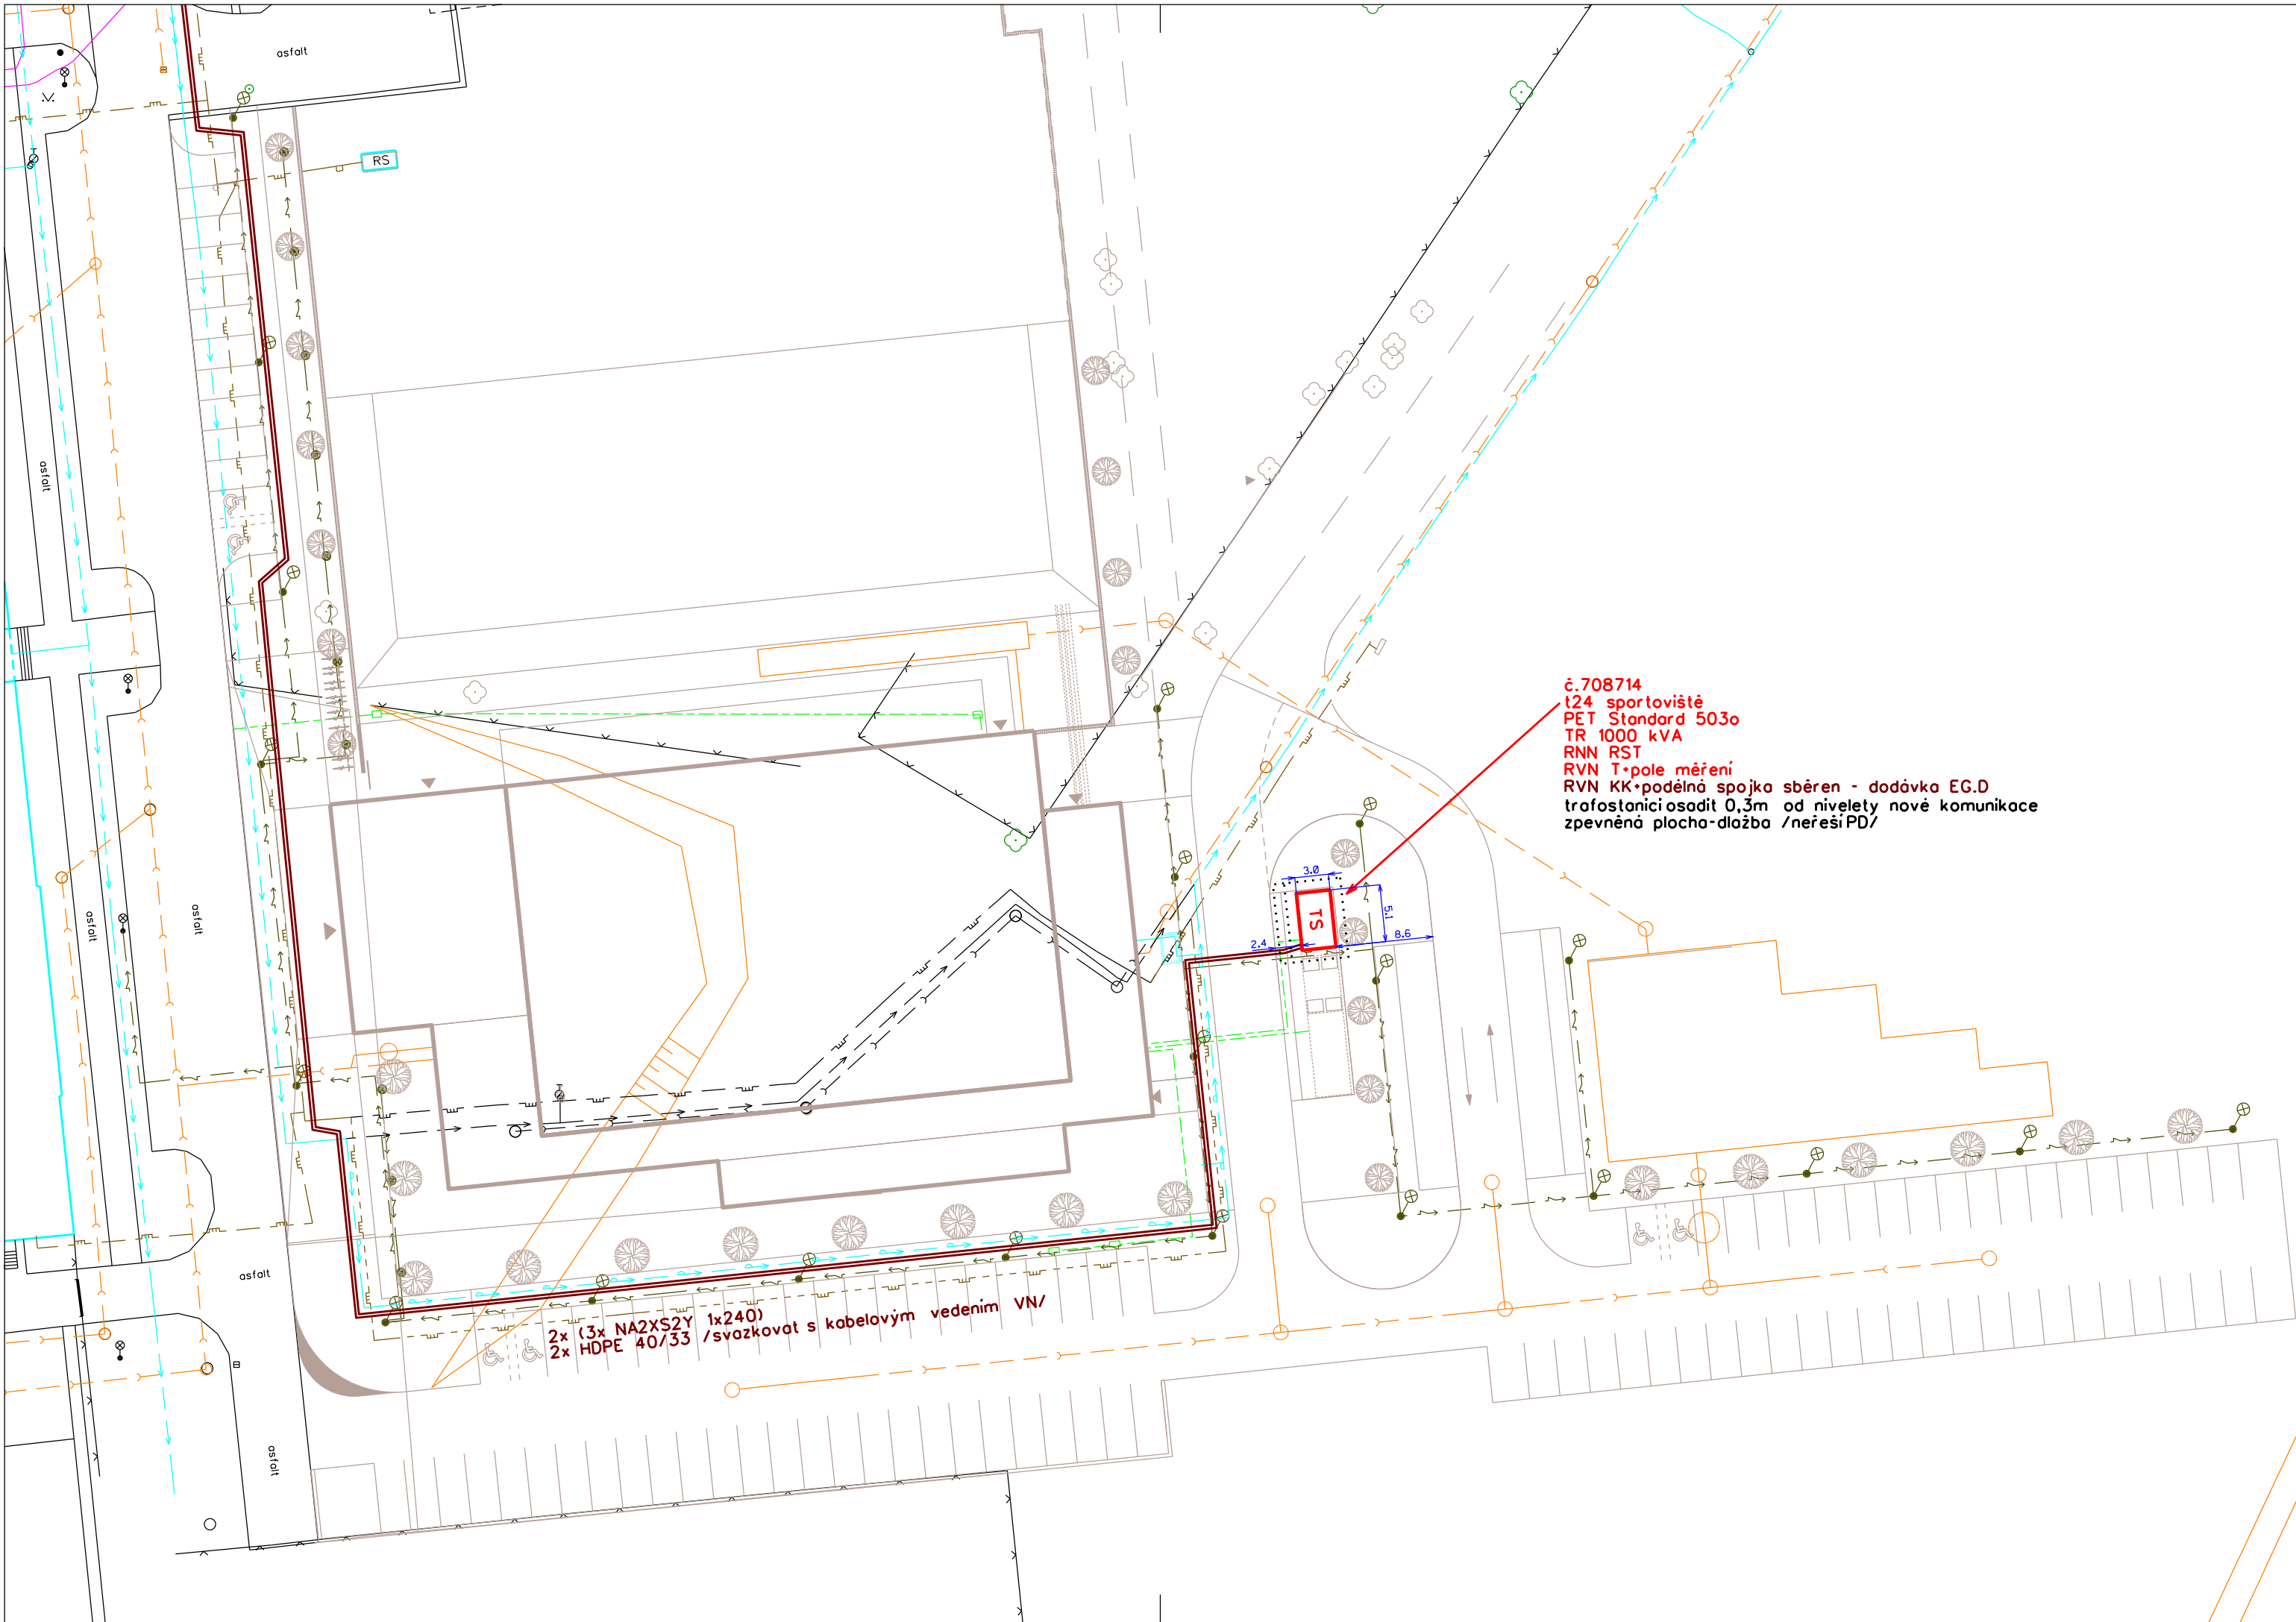 asfalt
RS
asfalt
č.708714
t24 sportoviště
PET Standard 503o
TR 1000 kVA
RNN RST
RVN T+pole měření
RVN KK+podélná spojka sběren - dodávka EG.D
trafostanici osadit 0,3m od nivelety nové komunikace
zpevněná plocha-dlažba /neřeší PD/
3.0
TS
5.1
2.4
8.6
asfalt
asfalt
asfalt
2x (3x NA2XS2Y 1x240)
2x HDPE 40/33 /svazkovat s kabelovým vedením VN/
asfalt